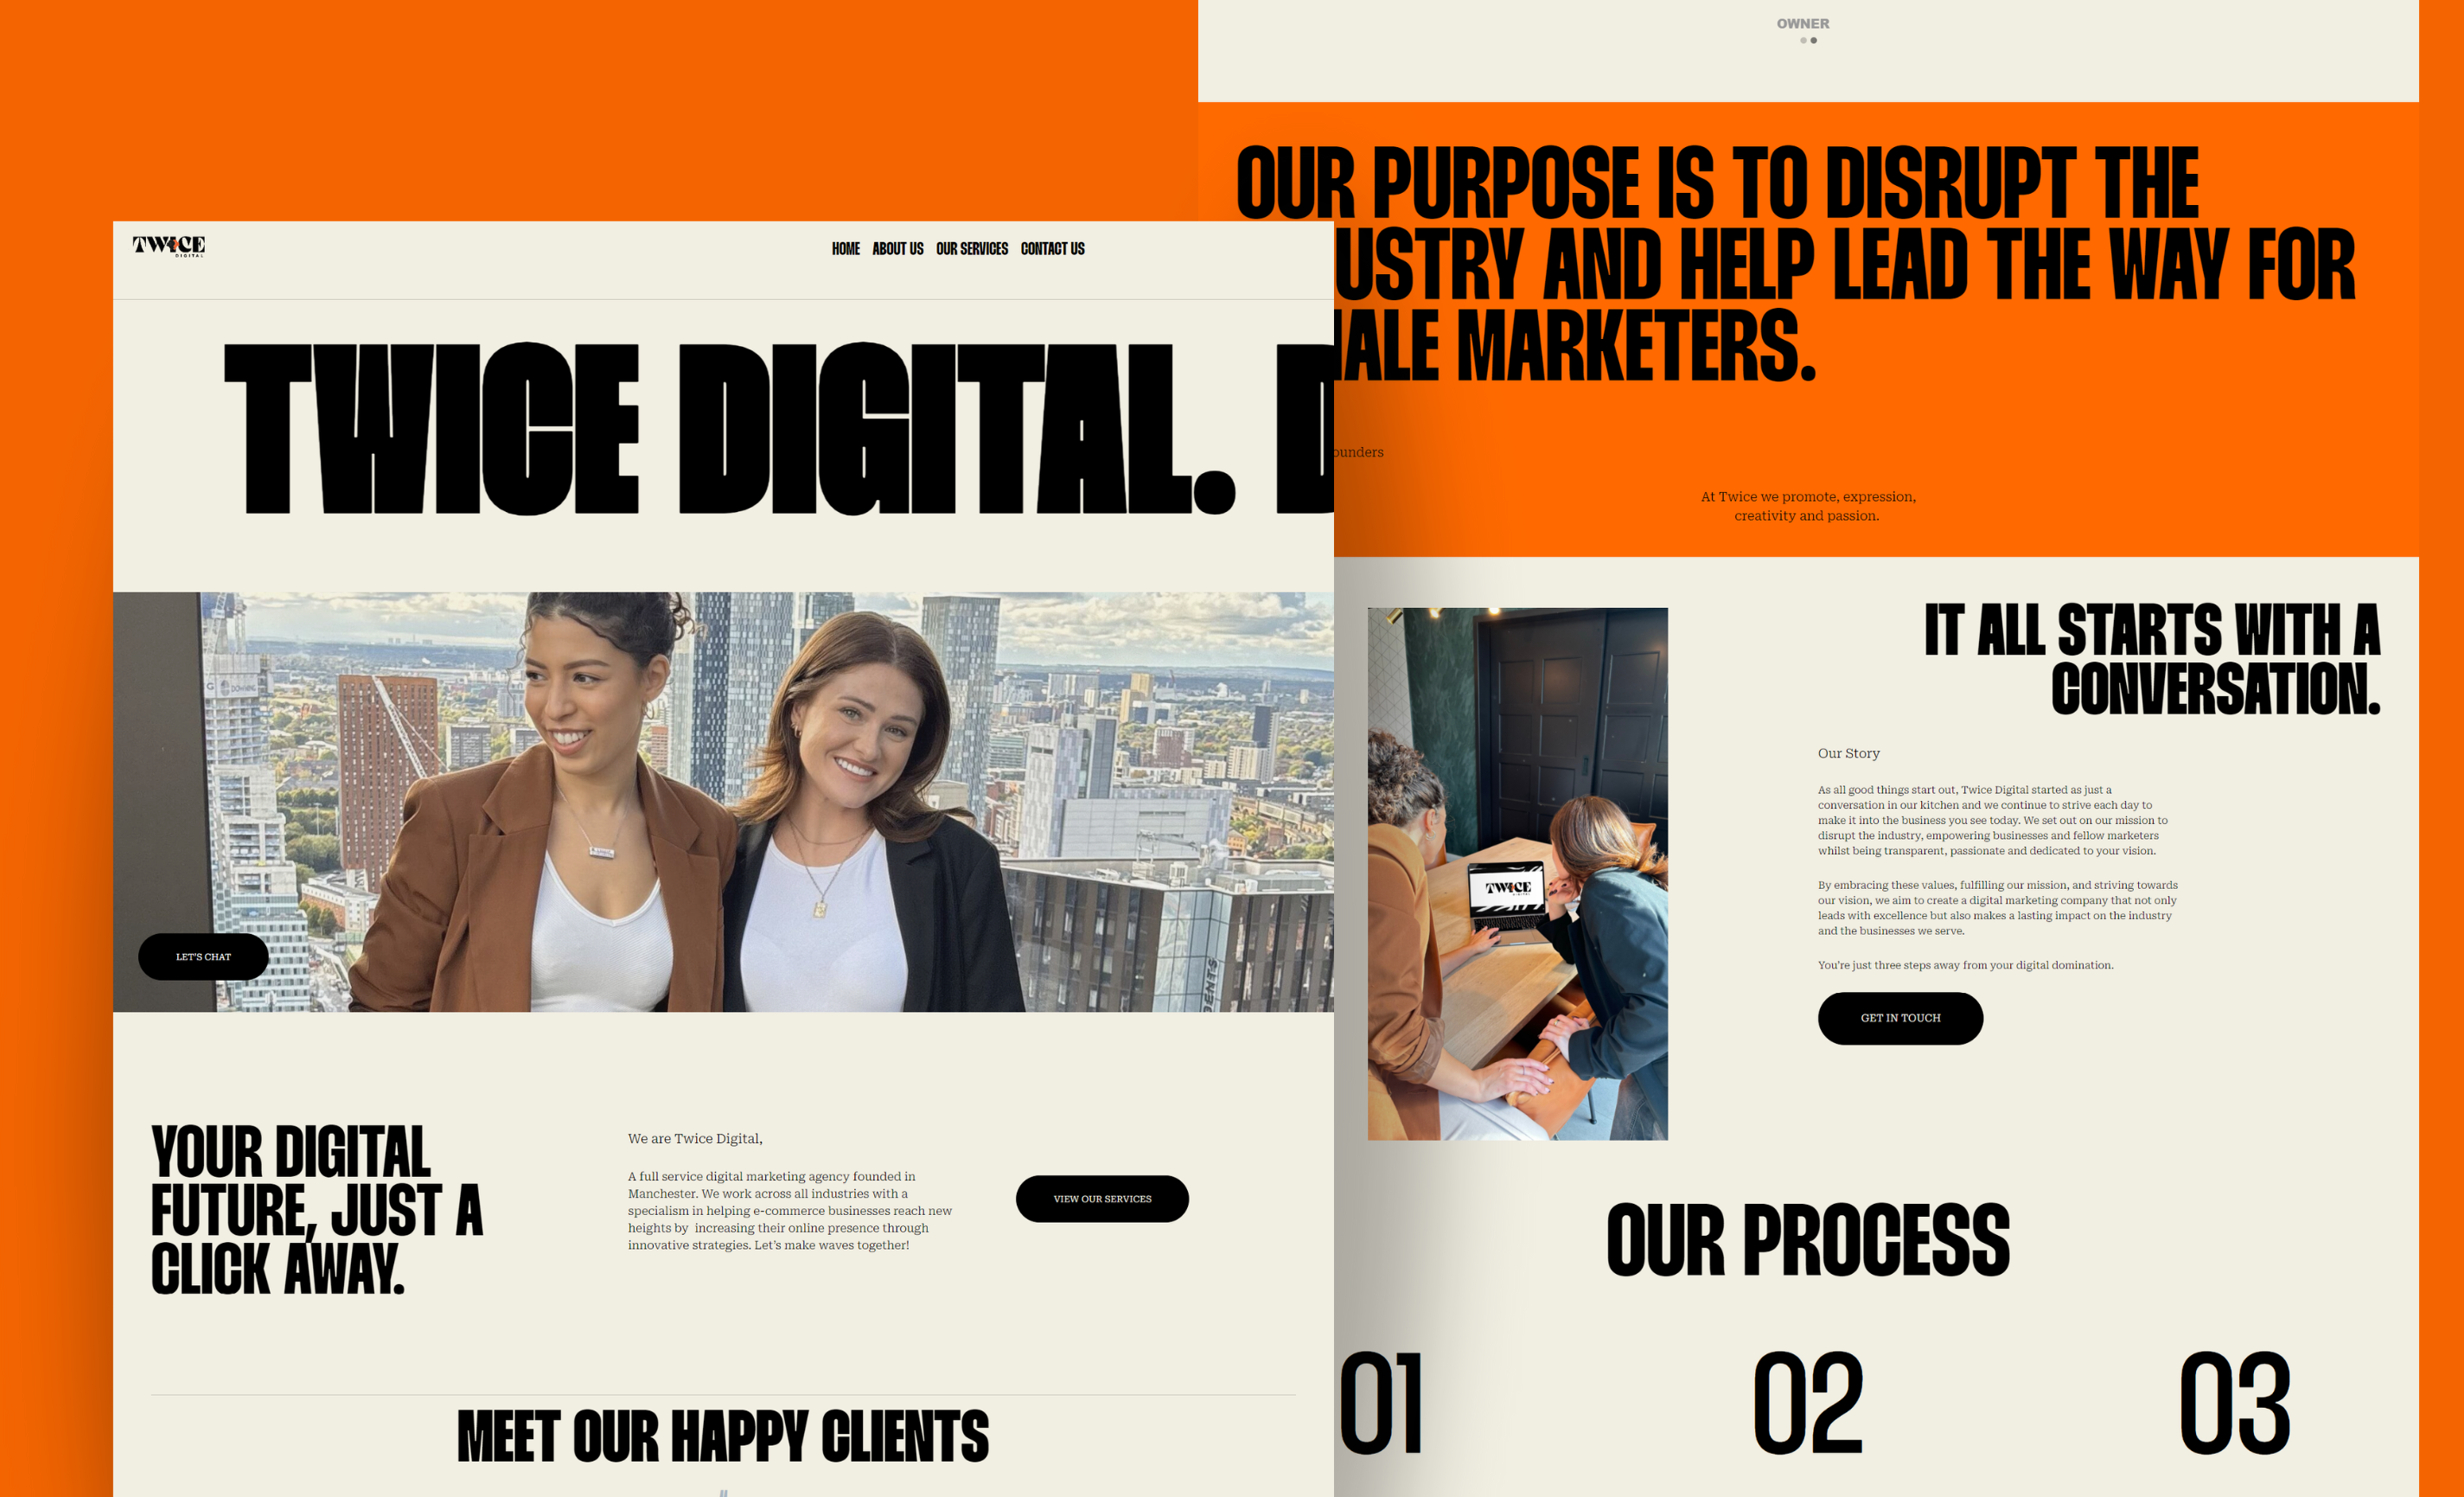 TWICE
DIGITAL
HOME ABOUT US OUR SERVICES CONTACT US
TWICE DIGITAL.
LET'S CHAT
YOUR DIGITAL
FUTURE, JUST A
CLICK AWAY.
We are Twice Digital,
A full service digital marketing agency founded in
Manchester. We work across all industries with a
specialism in helping e-commerce businesses reach new
heights by increasing their online presence through
innovative strategies. Let's make waves together!
VIEW OUR SERVICES
MEET OUR HAPPY CLIENTS
OWNER
OUR PURPOSE IS TO DISRUPT THE
USTRY AND HELP LEAD THE WAY FOR
ALE MARKETERS.
ounders
At Twice we promote, expression,
creativity and passion.
TWICE
IT ALL STARTS WITH A
CONVERSATION.
Our Story
As all good things start out, Twice Digital started as just a
conversation in our kitchen and we continue to strive each day to
make it into the business you see today. We set out on our mission to
disrupt the industry, empowering businesses and fellow marketers
whilst being transparent, passionate and dedicated to your vision.
By embracing these values, fulfilling our mission, and striving towards
our vision, we aim to create a digital marketing company that not only
leads with excellence but also makes a lasting impact on the industry
and the businesses we serve.
You're just three steps away from your digital domination.
GET IN TOUCH
OUR PROCESS
01 02 03